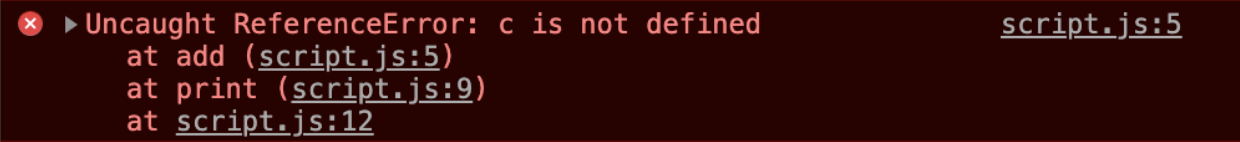 Uncaught ReferenceError: c is not defined script.js:5
at add (script.js:5)
at print (script.js:9)
at script.js:12